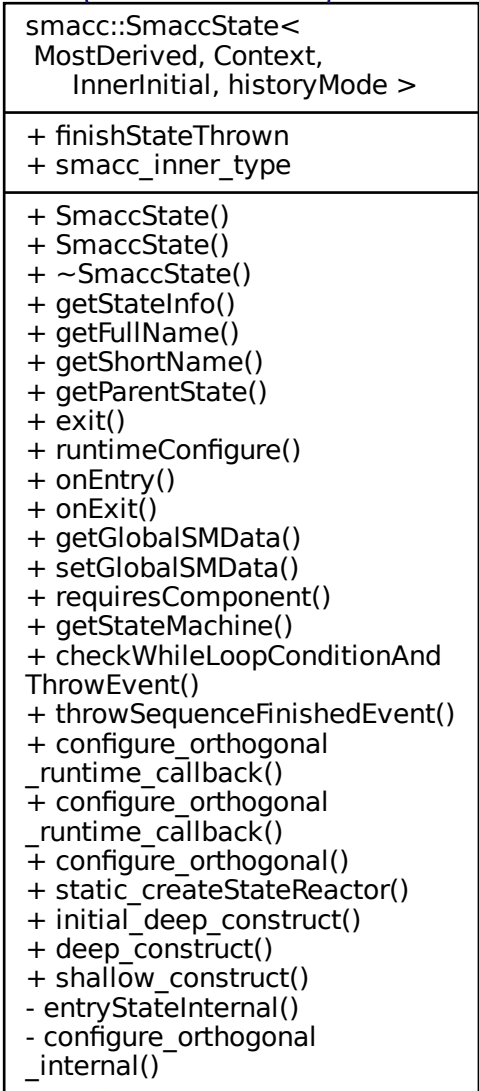 smacc::SmaccState<
MostDerived, Context,
InnerInitial, historyMode >
+ finishStateThrown
+ smacc_inner_type
+ SmaccState()
+ SmaccState()
+ ~SmaccState()
+ getStateInfo()
+ getFullName()
+ getShortName()
+ getParentState()
+ exit()
+ runtimeConfigure()
+ onEntry()
+ onExit()
+ getGlobalSMData()
+ setGlobalSMData()
+ requiresComponent()
+ getStateMachine()
+ checkWhileLoopConditionAnd
ThrowEvent()
+ throwSequenceFinishedEvent()
+ configure_orthogonal
_runtime_callback()
+ configure_orthogonal
_runtime_callback()
+ configure_orthogonal()
+ static_createStateReactor()
+ initial_deep_construct()
+ deep_construct()
+ shallow_construct()
- entryStateInternal()
- configure_orthogonal
_internal()